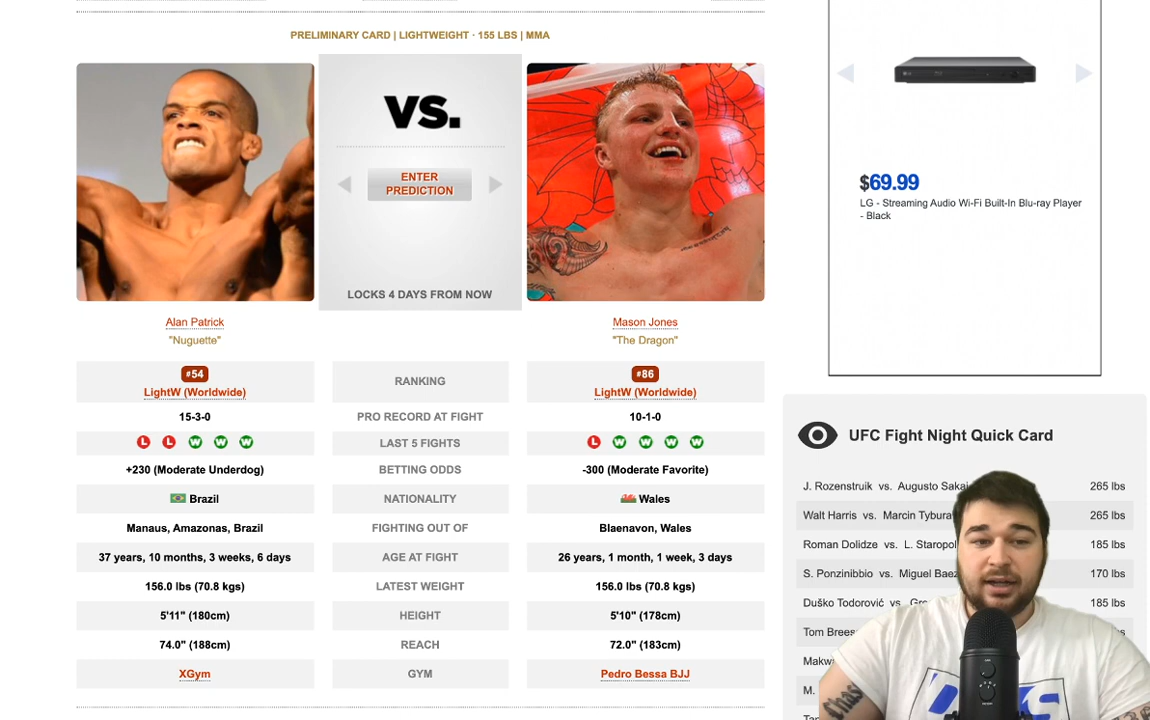 PRELIMINARY CARD | LIGHTWEIGHT · 155 LBS | MMA
VS.
ENTER
PREDICTION
LOCKS 4 DAYS FROM NOW
Alan Patrick
"Nuguette"
Mason Jones
"The Dragon"
#54 RANKING #86
LightW (Worldwide) LightW (Worldwide)
15-3-0 PRO RECORD AT FIGHT 10-1-0
L L W W W LAST 5 FIGHTS L W W W W
+230 (Moderate Underdog) BETTING ODDS -300 (Moderate Favorite)
Brazil NATIONALITY Wales
Manaus, Amazonas, Brazil FIGHTING OUT OF Blaenavon, Wales
37 years, 10 months, 3 weeks, 6 days AGE AT FIGHT 26 years, 1 month, 1 week, 3 days
156.0 lbs (70.8 kgs) LATEST WEIGHT 156.0 lbs (70.8 kgs)
5'11" (180cm) HEIGHT 5'10" (178cm)
74.0" (188cm) REACH 72.0" (183cm)
XGym GYM Pedro Bessa BJJ
LG
$69.99
LG - Streaming Audio Wi-Fi Built-In Blu-ray Player
- Black
UFC Fight Night Quick Card
J. Rozenstruik vs. Augusto Sakai 265 lbs
Walt Harris vs. Marcin Tybura 265 lbs
Roman Dolidze vs. L. Staropol 185 lbs
S. Ponzinibbio vs. Miguel Baez 170 lbs
Duško Todorović vs. Gre 185 lbs
Tom Brees
Makwa
M.